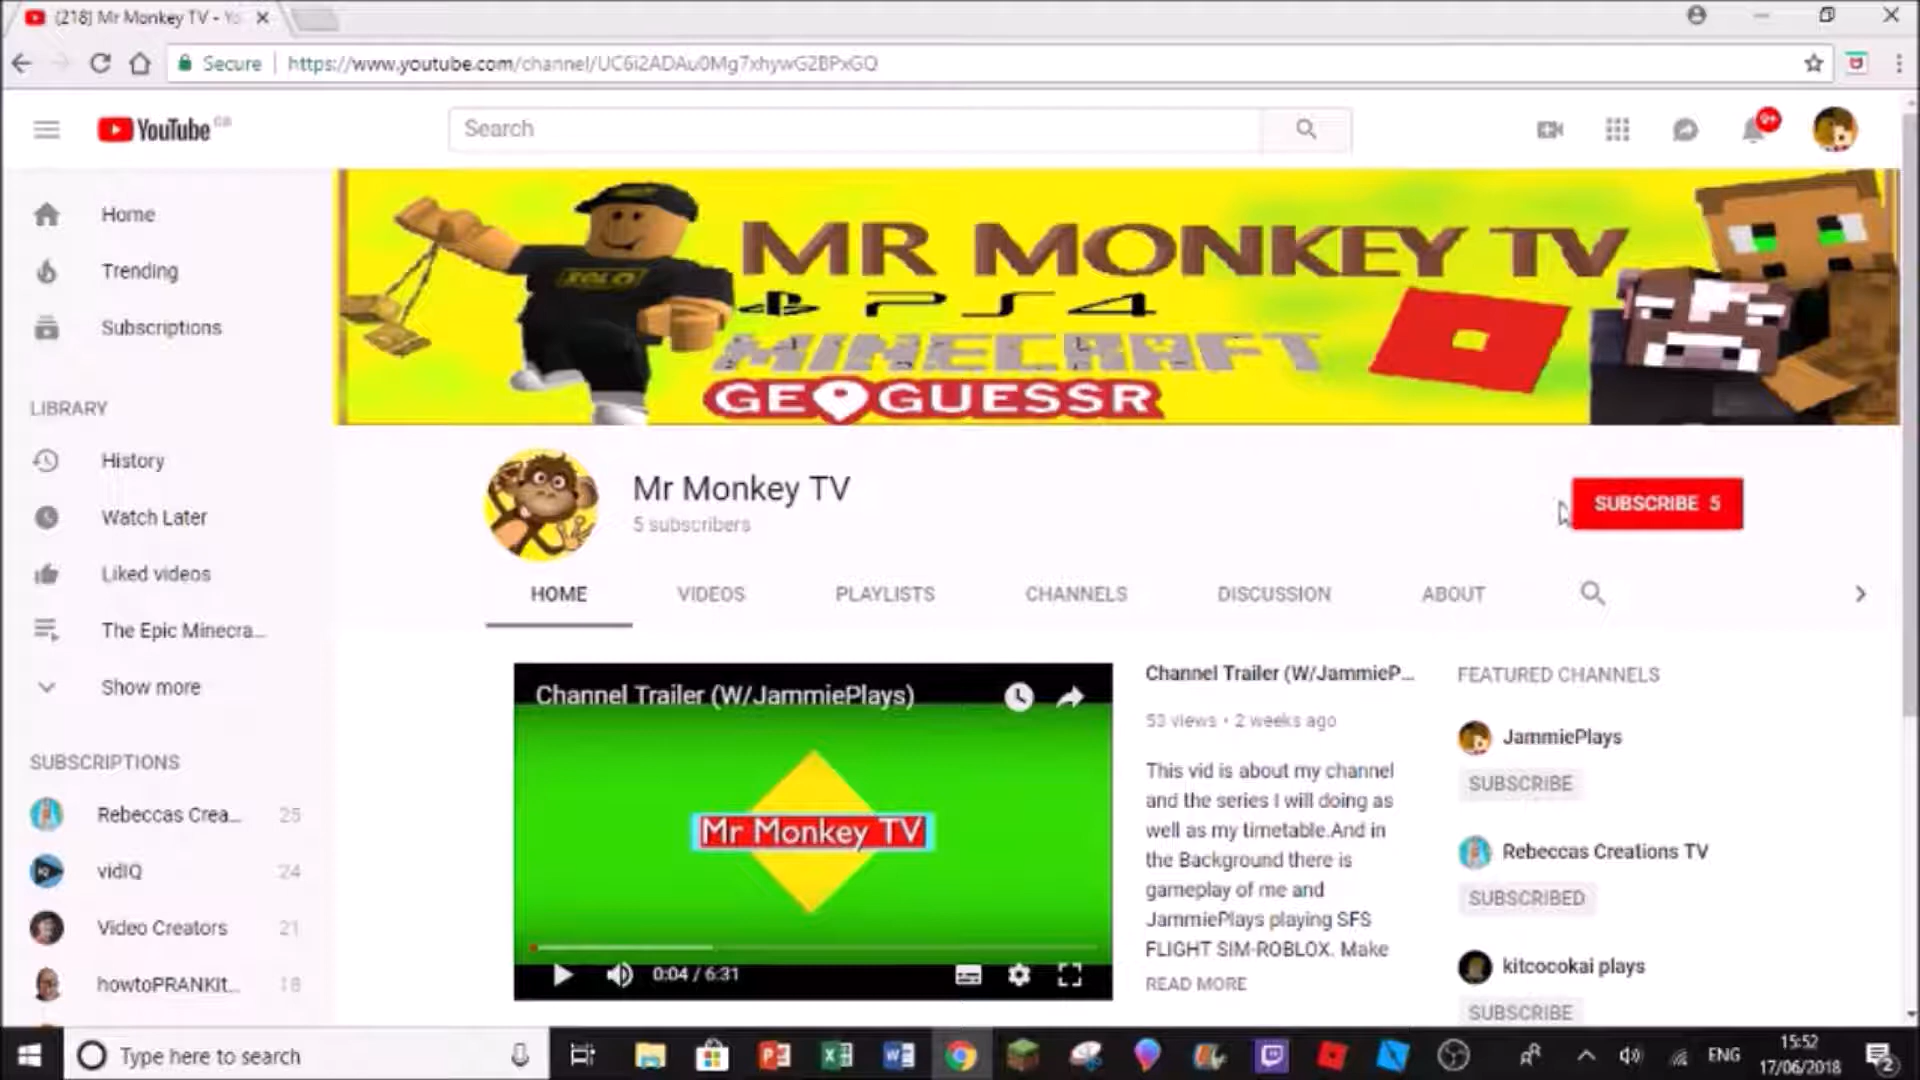 (218) Mr Monkey TV - Yo
Secure
https://www.youtube.com/channel/UC6i2ADAu0Mg7xhywG2BPxGQ
YouTube GB
Search
9+
Home
Trending
Subscriptions
LIBRARY
History
Watch Later
Liked videos
The Epic Minecra...
Show more
SUBSCRIPTIONS
Rebeccas Crea... 25
vidIQ 24
Video Creators 21
howtoPRANKit... 18
MR MONKEY TV
PS4
MINECRAFT
GEOGUESSR
XOLO
Mr Monkey TV
5 subscribers
SUBSCRIBE 5
HOME VIDEOS PLAYLISTS CHANNELS DISCUSSION ABOUT
Channel Trailer (W/JammiePlays)
Mr Monkey TV
0:04 / 6:31
Channel Trailer (W/JammieP...
53 views • 2 weeks ago
This vid is about my channel
and the series I will doing as
well as my timetable.And in
the Background there is
gameplay of me and
JammiePlays playing SFS
FLIGHT SIM-ROBLOX. Make
READ MORE
FEATURED CHANNELS
JammiePlays
SUBSCRIBE
Rebeccas Creations TV
SUBSCRIBED
kitcocokai plays
SUBSCRIBE
Type here to search
ENG
15:52
17/06/2018
2